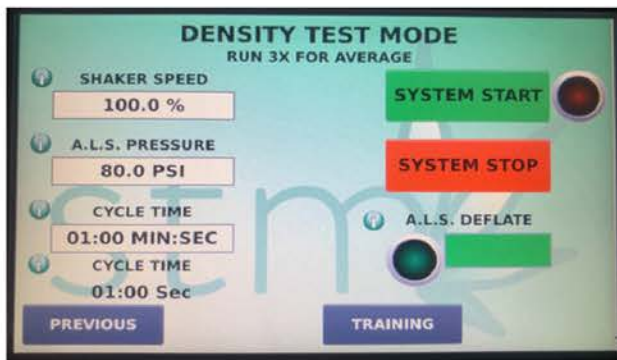 DENSITY TEST MODE
RUN 3X FOR AVERAGE
SHAKER SPEED
100.0 %
A.L.S. PRESSURE
80.0 PSI
CYCLE TIME
01:00 MIN:SEC
CYCLE TIME
01:00 Sec
PREVIOUS
SYSTEM START
SYSTEM STOP
A.L.S. DEFLATE
TRAINING
stm